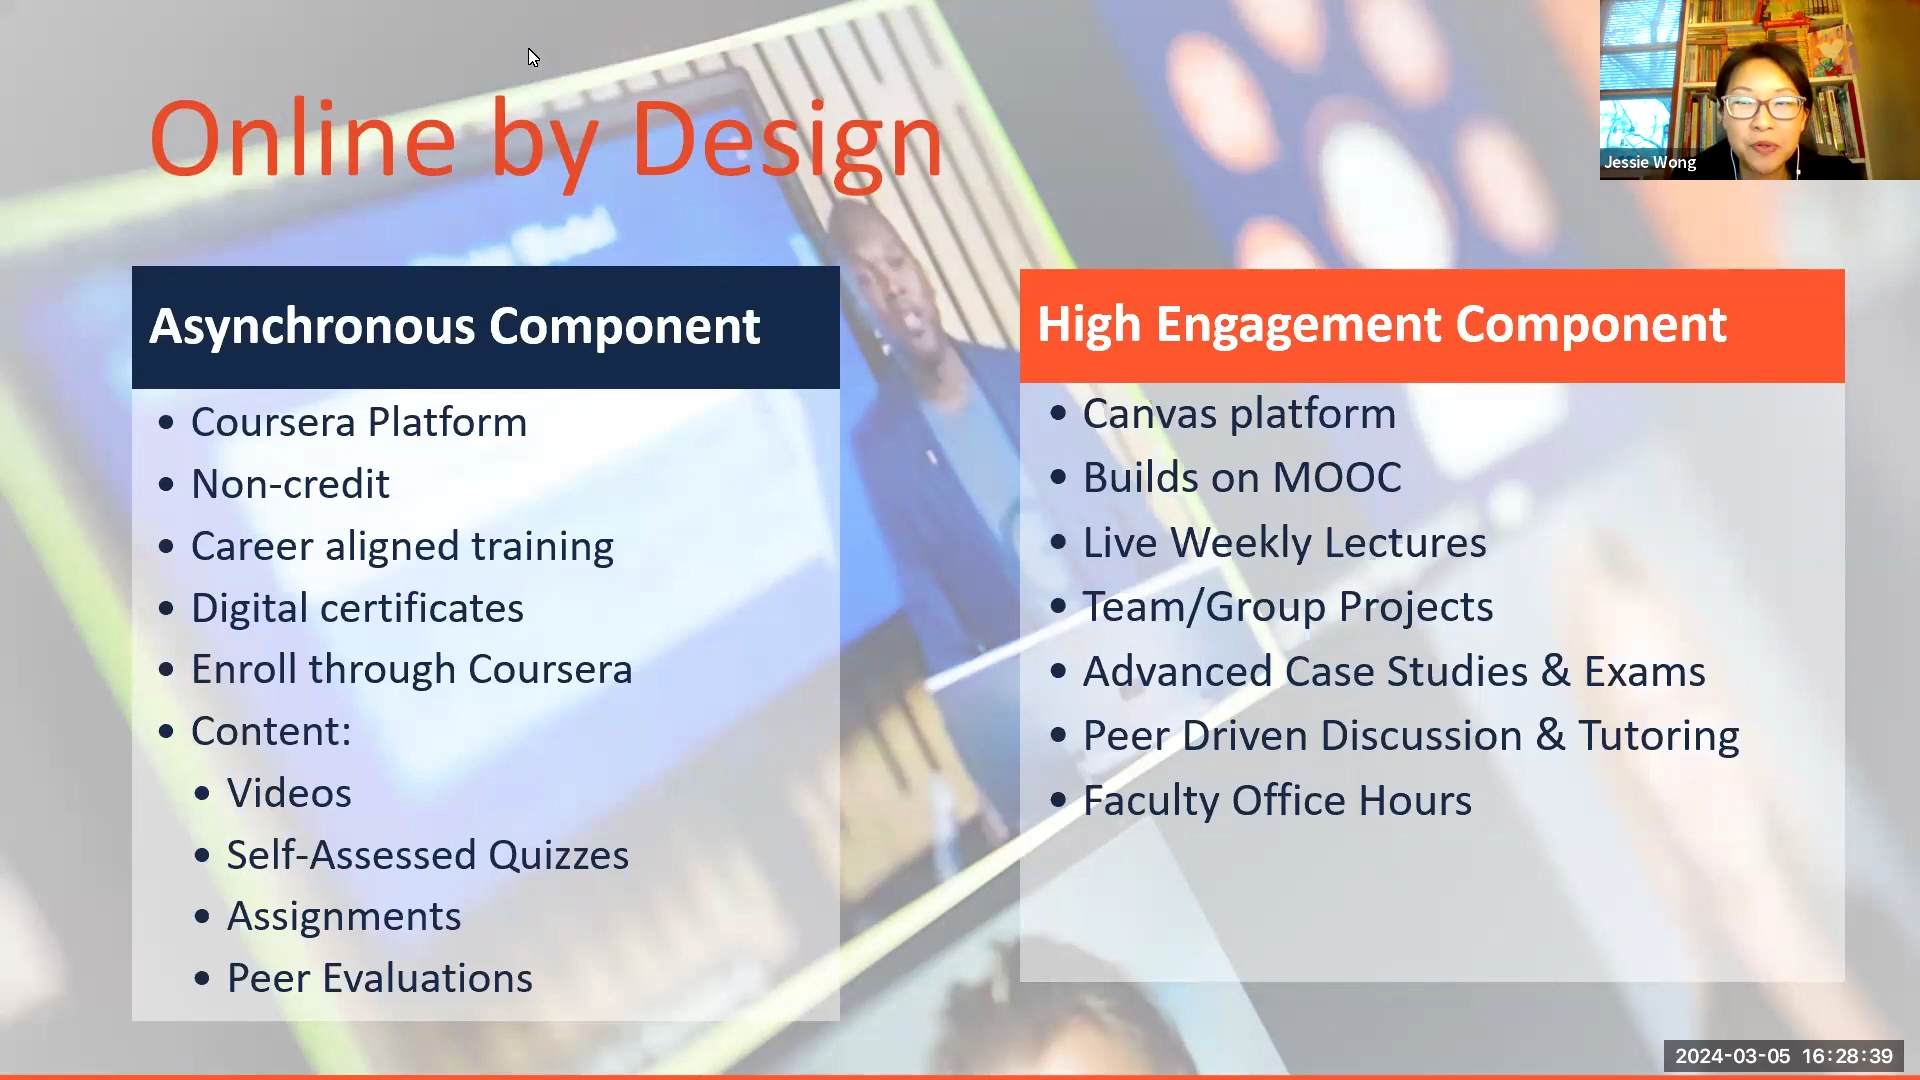 Online by Design
Jessie Wong
Asynchronous Component
• Coursera Platform
• Non-credit
• Career aligned training
• Digital certificates
• Enroll through Coursera
• Content:
• Videos
• Self-Assessed Quizzes
• Assignments
• Peer Evaluations
High Engagement Component
• Canvas platform
• Builds on MOOC
• Live Weekly Lectures
• Team/Group Projects
• Advanced Case Studies & Exams
• Peer Driven Discussion & Tutoring
• Faculty Office Hours
2024-03-05 16:28:39